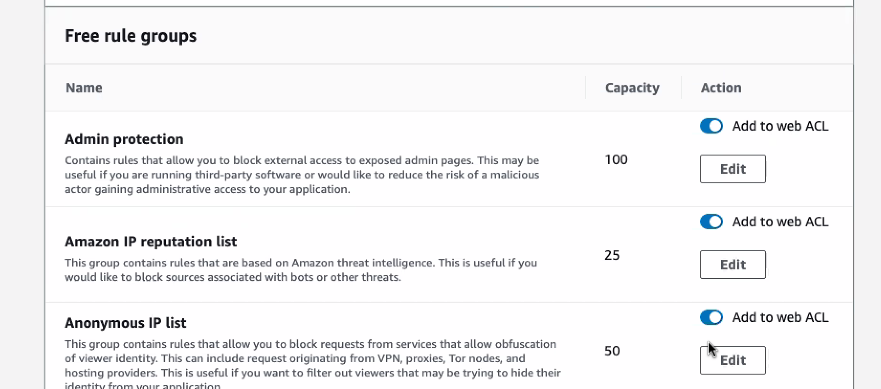 Free rule groups
Name Capacity Action
Admin protection
Contains rules that allow you to block external access to exposed admin pages. This may be
useful if you are running third-party software or would like to reduce the risk of a malicious
actor gaining administrative access to your application.
100
Add to web ACL
Edit
Amazon IP reputation list
This group contains rules that are based on Amazon threat intelligence. This is useful if you
would like to block sources associated with bots or other threats.
25
Add to web ACL
Edit
Anonymous IP list
This group contains rules that allow you to block requests from services that allow obfuscation
of viewer identity. This can include request originating from VPN, proxies, Tor nodes, and
hosting providers. This is useful if you want to filter out viewers that may be trying to hide their
identity from your application.
50
Add to web ACL
Edit